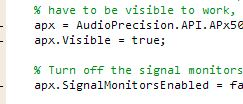 % have to be visible to work,
apx = AudioPrecision.API.APx50
apx.Visible = true;
% Turn off the signal monitors
apx.SignalMonitorsEnabled = fa